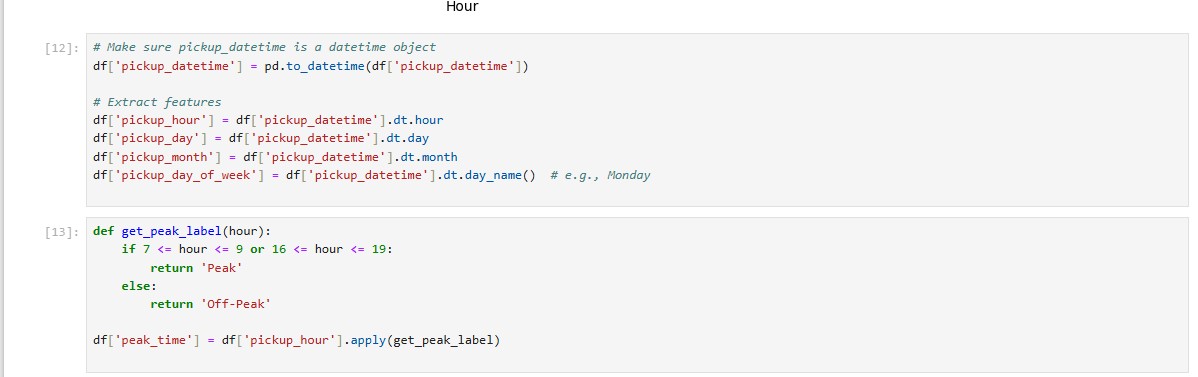 Hour
[12]:
# Make sure pickup_datetime is a datetime object
df['pickup_datetime'] = pd.to_datetime(df['pickup_datetime'])
# Extract features
df['pickup_hour'] = df['pickup_datetime'].dt.hour
df['pickup_day'] = df['pickup_datetime'].dt.day
df['pickup_month'] = df['pickup_datetime'].dt.month
df['pickup_day_of_week'] = df['pickup_datetime'].dt.day_name()  # e.g., Monday
[13]:
def get_peak_label(hour):
    if 7 <= hour <= 9 or 16 <= hour <= 19:
        return 'Peak'
    else:
        return 'Off-Peak'
df['peak_time'] = df['pickup_hour'].apply(get_peak_label)